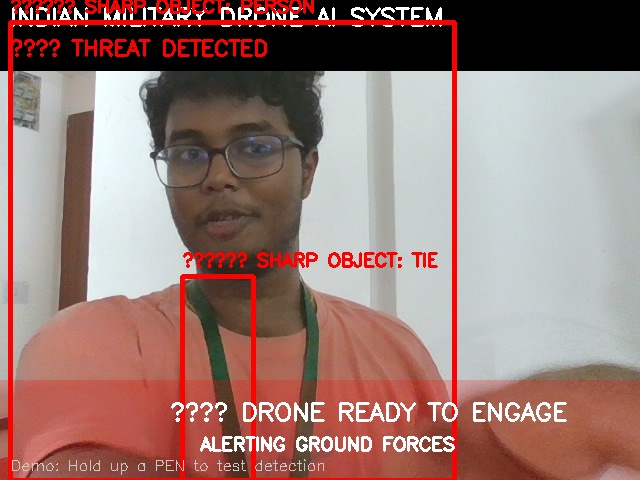 ?????? SHARP OBJECT: PERSON
INDIAN MILITARY DRONE AI SYSTEM
???? THREAT DETECTED
?????? SHARP OBJECT: TIE
???? DRONE READY TO ENGAGE
ALERTING GROUND FORCES
Demo: Hold up a PEN to test detection